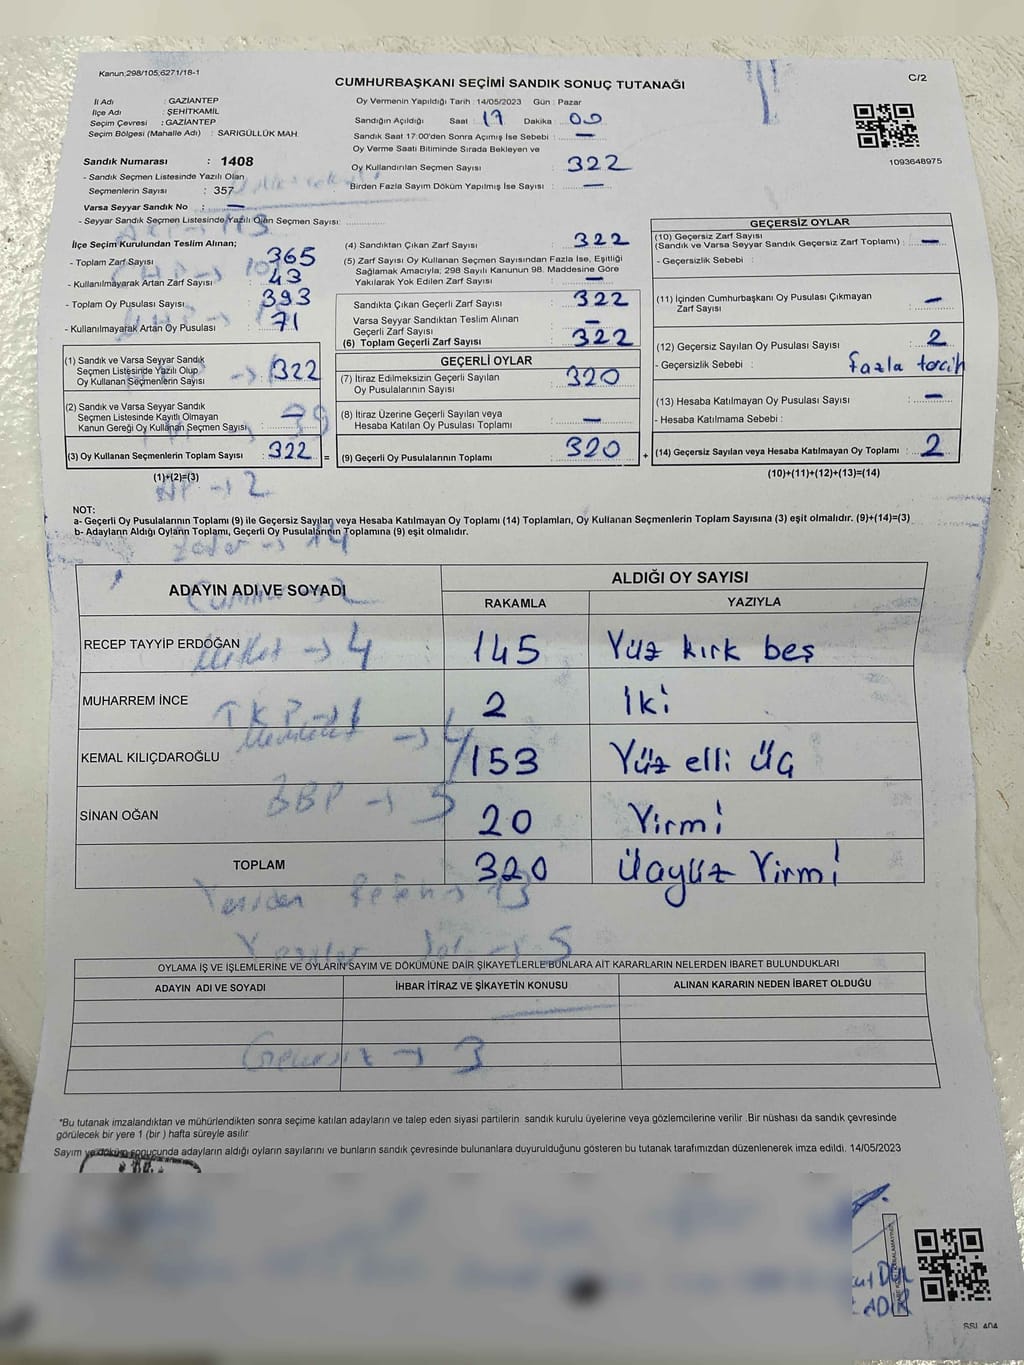 Kanun;298/105;6271/18-1
C/2
CUMHURBAŞKANI SEÇİMİ SANDIK SONUÇ TUTANAĞI
İl Adı : GAZİANTEP
İlçe Adı : ŞEHİTKAMİL
Seçim Çevresi : GAZİANTEP
Seçim Bölgesi (Mahalle Adı) : SARIGÜLLÜK MAH.
Oy Vermenin Yapıldığı Tarih : 14/05/2023 Gün : Pazar
Sandığın Açıldığı Saat : 17 Dakika : 00
Sandık Saat 17:00'den Sonra Açımış İse Sebebi : —
Oy Verme Saati Bitiminde Sırada Bekleyen ve
Oy Kullandırılan Seçmen Sayısı : 322
Birden Fazla Sayım Döküm Yapılmış İse Sayısı : —
1093648975
Sandık Numarası : 1408
- Sandık Seçmen Listesinde Yazılı Olan
Seçmenlerin Sayısı : 357
Varsa Seyyar Sandık No : —
- Seyyar Sandık Seçmen Listesinde Yazılı Olan Seçmen Sayısı:
İlçe Seçim Kurulundan Teslim Alınan;
- Toplam Zarf Sayısı : 365
- Kullanılmayarak Artan Zarf Sayısı : 43
- Toplam Oy Pusulası Sayısı : 393
- Kullanılmayarak Artan Oy Pusulası : 71
(1) Sandık ve Varsa Seyyar Sandık
Seçmen Listesinde Yazılı Olup
Oy Kullanan Seçmenlerin Sayısı : 322
(2) Sandık ve Varsa Seyyar Sandık
Seçmen Listesinde Kayıtlı Olmayan
Kanun Gereği Oy Kullanan Seçmen Sayısı : —
(3) Oy Kullanan Seçmenlerin Toplam Sayısı : 322 =
(1)+(2)=(3)
(4) Sandıktan Çıkan Zarf Sayısı : 322
(5) Zarf Sayısı Oy Kullanan Seçmen Sayısından Fazla İse, Eşitliği
Sağlamak Amacıyla; 298 Sayılı Kanunun 98. Maddesine Göre
Yakılarak Yok Edilen Zarf Sayısı : —
Sandıkta Çıkan Geçerli Zarf Sayısı : 322
Varsa Seyyar Sandıktan Teslim Alınan
Geçerli Zarf Sayısı : —
(6) Toplam Geçerli Zarf Sayısı : 322
GEÇERLİ OYLAR
(7) İtiraz Edilmeksizin Geçerli Sayılan
Oy Pusulalarının Sayısı : 320
(8) İtiraz Üzerine Geçerli Sayılan veya
Hesaba Katılan Oy Pusulası Toplamı : —
(9) Geçerli Oy Pusulalarının Toplamı : 320 +
GEÇERSİZ OYLAR
(10) Geçersiz Zarf Sayısı
(Sandık ve Varsa Seyyar Sandık Geçersiz Zarf Toplamı) : —
- Geçersizlik Sebebi :
(11) İçinden Cumhurbaşkanı Oy Pusulası Çıkmayan
Zarf Sayısı : —
(12) Geçersiz Sayılan Oy Pusulası Sayısı : 2
- Geçersizlik Sebebi : fazla tercih
(13) Hesaba Katılmayan Oy Pusulası Sayısı : —
- Hesaba Katılmama Sebebi :
(14) Geçersiz Sayılan veya Hesaba Katılmayan Oy Toplamı : 2
(10)+(11)+(12)+(13)=(14)
NOT:
a- Geçerli Oy Pusulalarının Toplamı (9) ile Geçersiz Sayılan veya Hesaba Katılmayan Oy Toplamı (14) Toplamları, Oy Kullanan Seçmenlerin Toplam Sayısına (3) eşit olmalıdır. (9)+(14)=(3)
b- Adayların Aldığı Oyların Toplamı, Geçerli Oy Pusulalarının Toplamına (9) eşit olmalıdır.
ADAYIN ADI VE SOYADI
ALDIĞI OY SAYISI
RAKAMLA YAZIYLA
RECEP TAYYİP ERDOĞAN 145 Yüz kırk beş
MUHARREM İNCE 2 İki
KEMAL KILIÇDAROĞLU 153 Yüz elli Üç
SİNAN OĞAN 20 Yirmi
TOPLAM 320 Üçyüz Yirmi
TKP → 1
BBP → 5
Yeniden Refah → 13
Geçersiz → 3
OYLAMA İŞ VE İŞLEMLERİNE VE OYLARIN SAYIM VE DÖKÜMÜNE DAİR ŞİKAYETLERLE BUNLARA AİT KARARLARIN NELERDEN İBARET BULUNDUKLARI
ADAYIN ADI VE SOYADI İHBAR İTİRAZ VE ŞİKAYETİN KONUSU ALINAN KARARIN NEDEN İBARET OLDUĞU
*Bu tutanak imzalandıktan ve mühürlendikten sonra seçime katılan adayların ve talep eden siyasi partilerin sandık kurulu üyelerine veya gözlemcilerine verilir .Bir nüshası da sandık çevresinde
görülecek bir yere 1 (bir ) hafta süreyle asılır
Sayım ve döküm sonucunda adayların aldığı oyların sayılarını ve bunların sandık çevresinde bulunanlara duyurulduğunu gösteren bu tutanak tarafımızdan düzenlenerek imza edildi. 14/05/2023